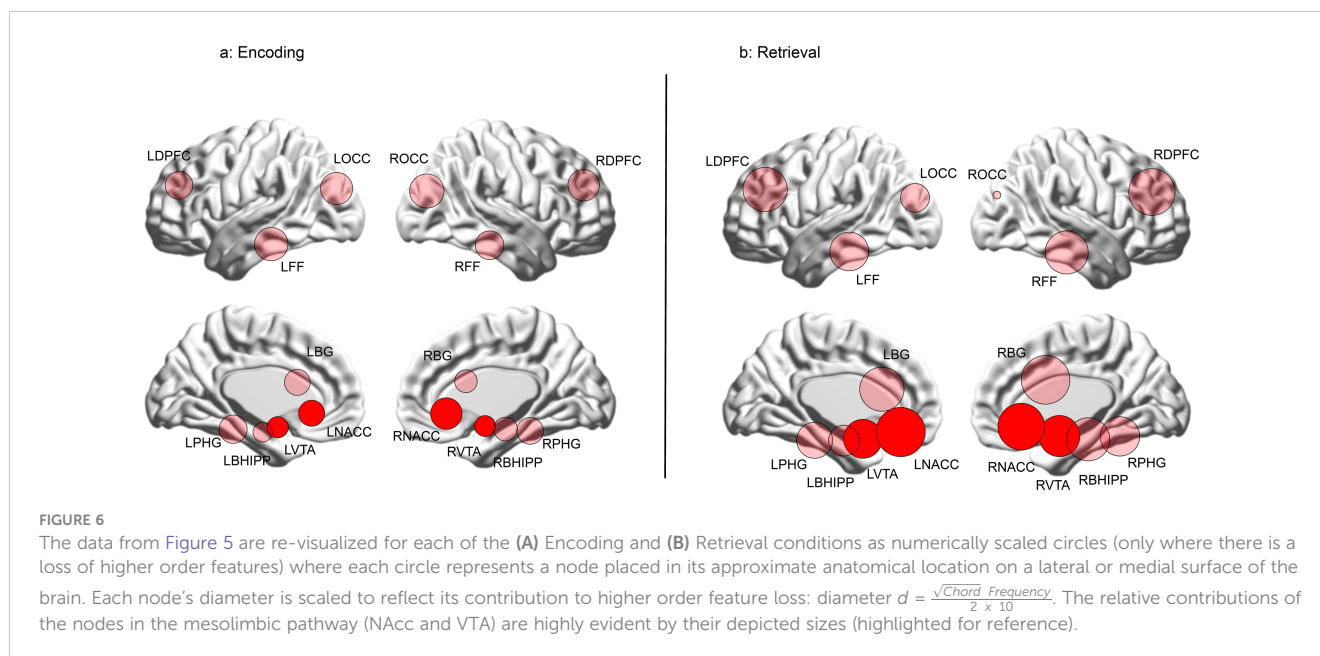 a: Encoding
b: Retrieval
LDPFC
LOCC
ROCC
RDPFC
LFF
RFF
LDPFC
LOCC
ROCC
RDPFC
LFF
RFF
LBG
RBG
LPHG
LBHIPP
LVTA
LNACC
RNACC
RVTA
RBHIPP
RPHG
LBG
RBG
LPHG
LBHIPP
LVTA
LNACC
RNACC
RVTA
RBHIPP
RPHG
FIGURE 6
The data from Figure 5 are re-visualized for each of the (A) Encoding and (B) Retrieval conditions as numerically scaled circles (only where there is a
loss of higher order features) where each circle represents a node placed in its approximate anatomical location on a lateral or medial surface of the
brain. Each node's diameter is scaled to reflect its contribution to higher order feature loss: diameter d = √Chord Frequency / 2 x 10. The relative contributions of
the nodes in the mesolimbic pathway (NAcc and VTA) are highly evident by their depicted sizes (highlighted for reference).